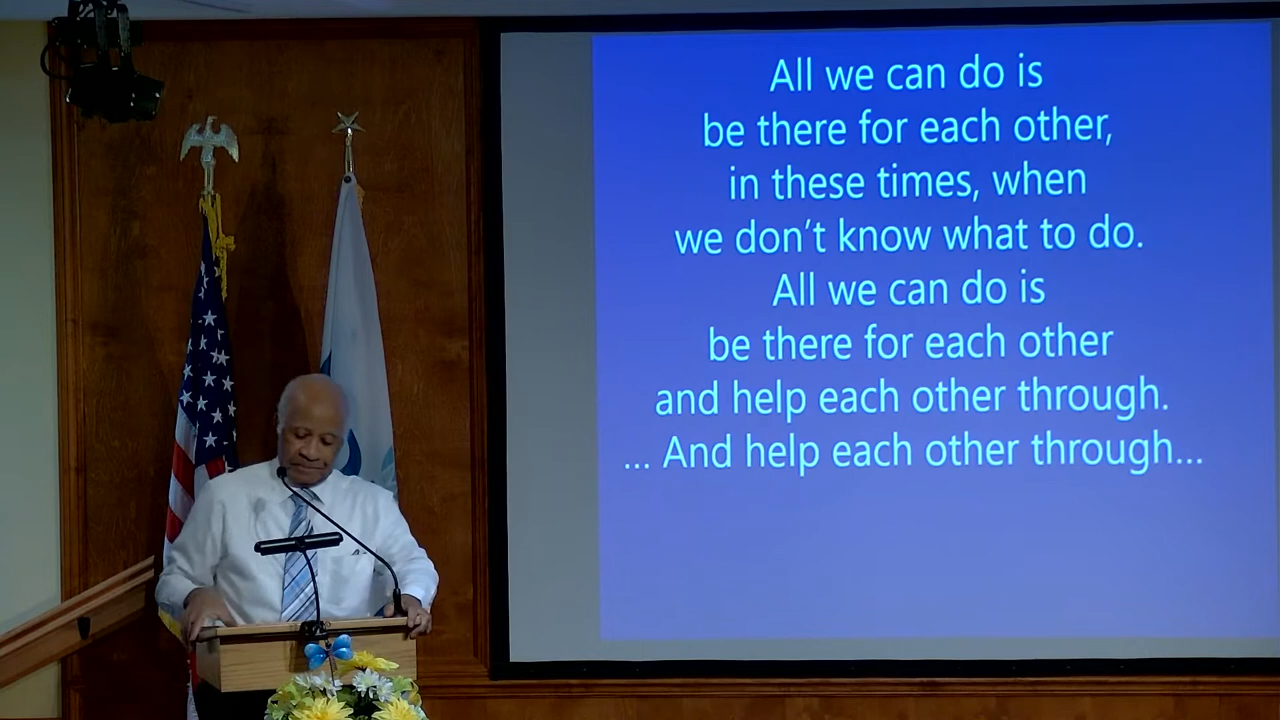 All we can do is
be there for each other,
in these times, when
we don't know what to do.
All we can do is
be there for each other
and help each other through.
... And help each other through...